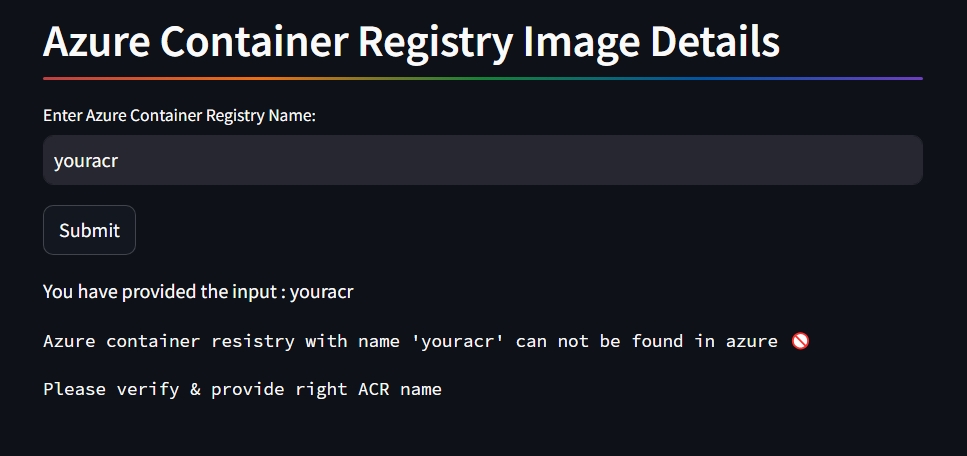 Azure Container Registry Image Details
Enter Azure Container Registry Name:
youracr
Submit
You have provided the input : youracr
Azure container resistry with name 'youracr' can not be found in azure 🚫
Please verify & provide right ACR name